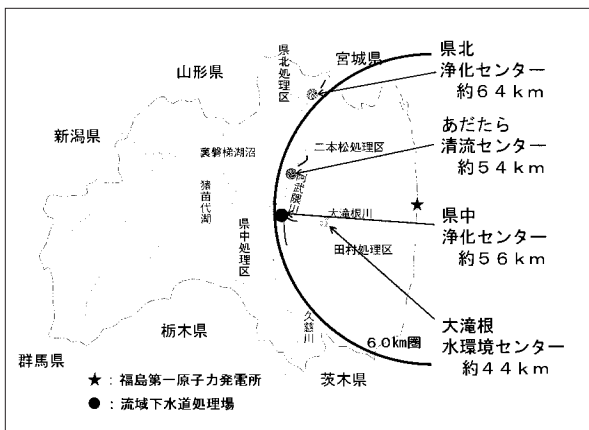 県北
浄化センター
約64km
宮城県
県北処理区
山形県
新潟県
あだたら
清流センター
約54km
二本松処理区
裏磐梯湖沼
阿武隈川
猪苗代湖
大滝根川
県中
浄化センター
約56km
県中処理区
田村処理区
大滝根
水環境センター
約44km
久慈川
60km圏
栃木県
群馬県
茨木県
★：福島第一原子力発電所
●：流域下水道処理場